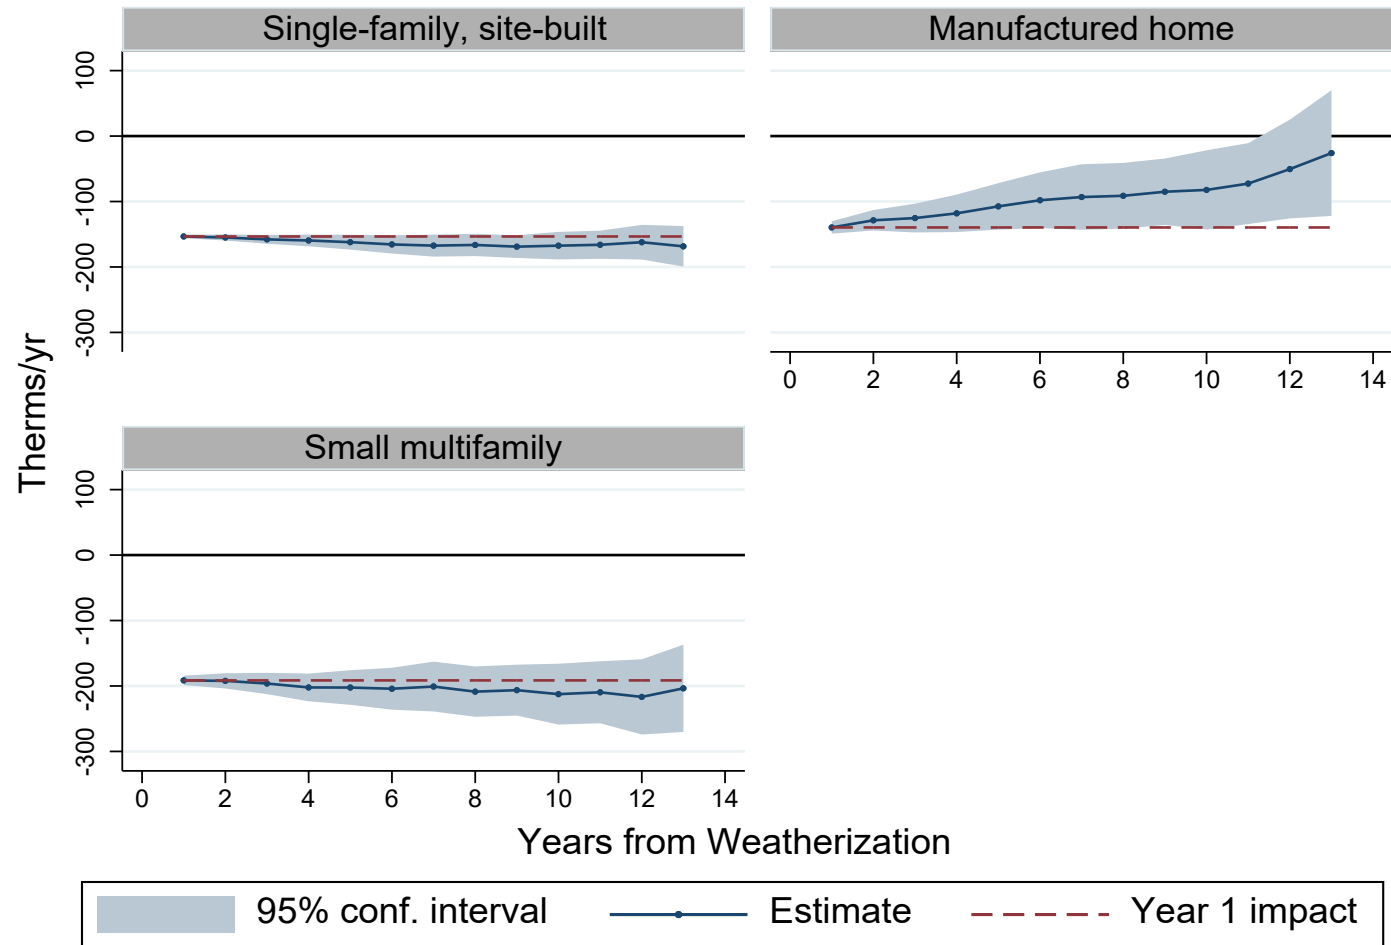 Single-family, site-built
Manufactured home
100
0
-100
-200
-300
0 2 4 6 8 10 12 14
Small multifamily
100
0
-100
-200
-300
0 2 4 6 8 10 12 14
Therms/yr
Years from Weatherization
95% conf. interval Estimate Year 1 impact